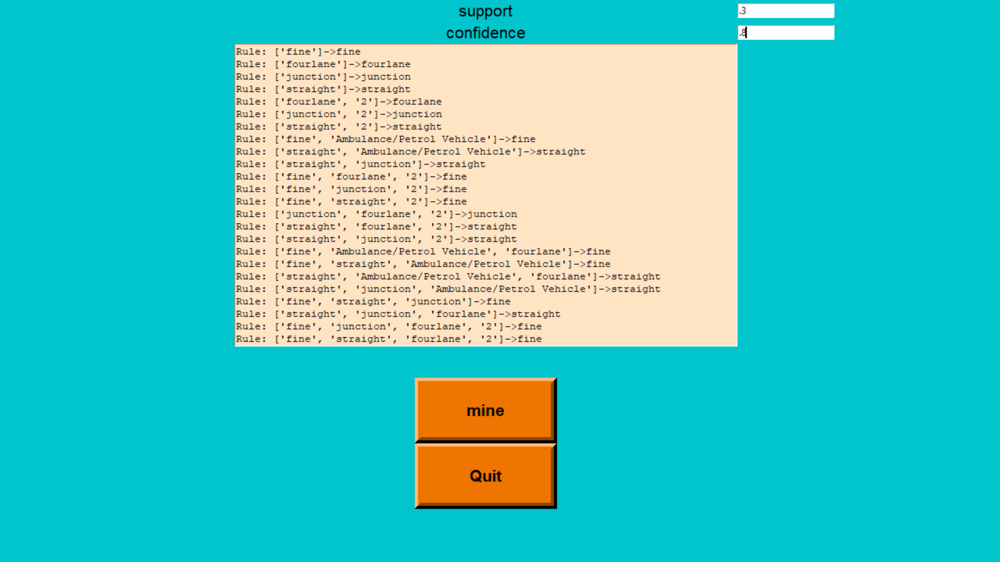 support
.3
confidence
.8
Rule: ['fine']->fine
Rule: ['fourlane']->fourlane
Rule: ['junction']->junction
Rule: ['straight']->straight
Rule: ['fourlane', '2']->fourlane
Rule: ['junction', '2']->junction
Rule: ['straight', '2']->straight
Rule: ['fine', 'Ambulance/Petrol Vehicle']->fine
Rule: ['straight', 'Ambulance/Petrol Vehicle']->straight
Rule: ['straight', 'junction']->straight
Rule: ['fine', 'fourlane', '2']->fine
Rule: ['fine', 'junction', '2']->fine
Rule: ['fine', 'straight', '2']->fine
Rule: ['junction', 'fourlane', '2']->junction
Rule: ['straight', 'fourlane', '2']->straight
Rule: ['straight', 'junction', '2']->straight
Rule: ['fine', 'Ambulance/Petrol Vehicle', 'fourlane']->fine
Rule: ['fine', 'straight', 'Ambulance/Petrol Vehicle']->fine
Rule: ['straight', 'Ambulance/Petrol Vehicle', 'fourlane']->straight
Rule: ['straight', 'junction', 'Ambulance/Petrol Vehicle']->straight
Rule: ['fine', 'straight', 'junction']->fine
Rule: ['straight', 'junction', 'fourlane']->straight
Rule: ['fine', 'junction', 'fourlane', '2']->fine
Rule: ['fine', 'straight', 'fourlane', '2']->fine
mine
Quit